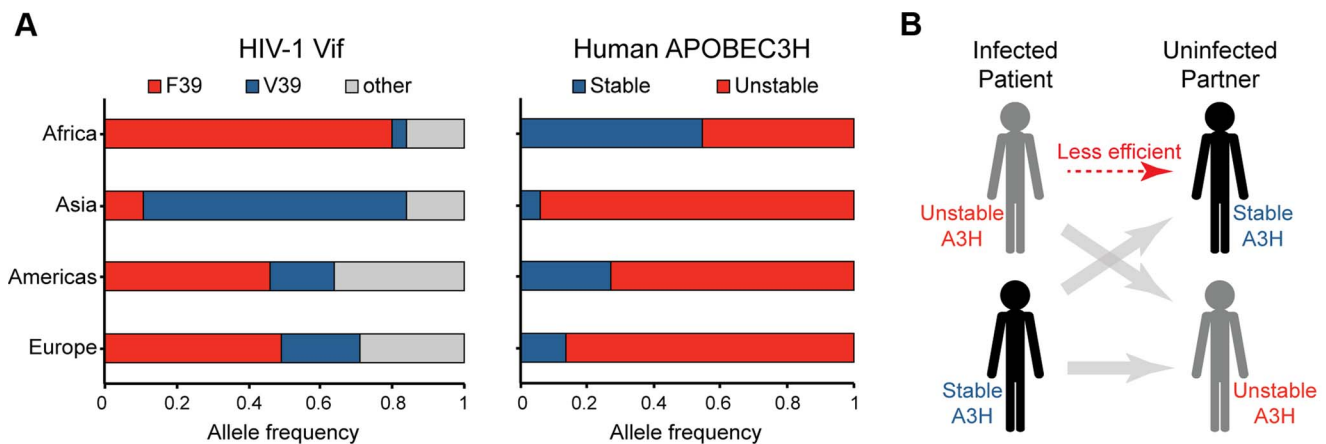 A
HIV-1 Vif
F39 V39 other
Africa
Asia
Americas
Europe
0 0.2 0.4 0.6 0.8 1
Allele frequency
Human APOBEC3H
Stable Unstable
0 0.2 0.4 0.6 0.8 1
Allele frequency
B
Infected
Patient
Uninfected
Partner
Less efficient
Unstable
A3H
Stable
A3H
Stable
A3H
Unstable
A3H